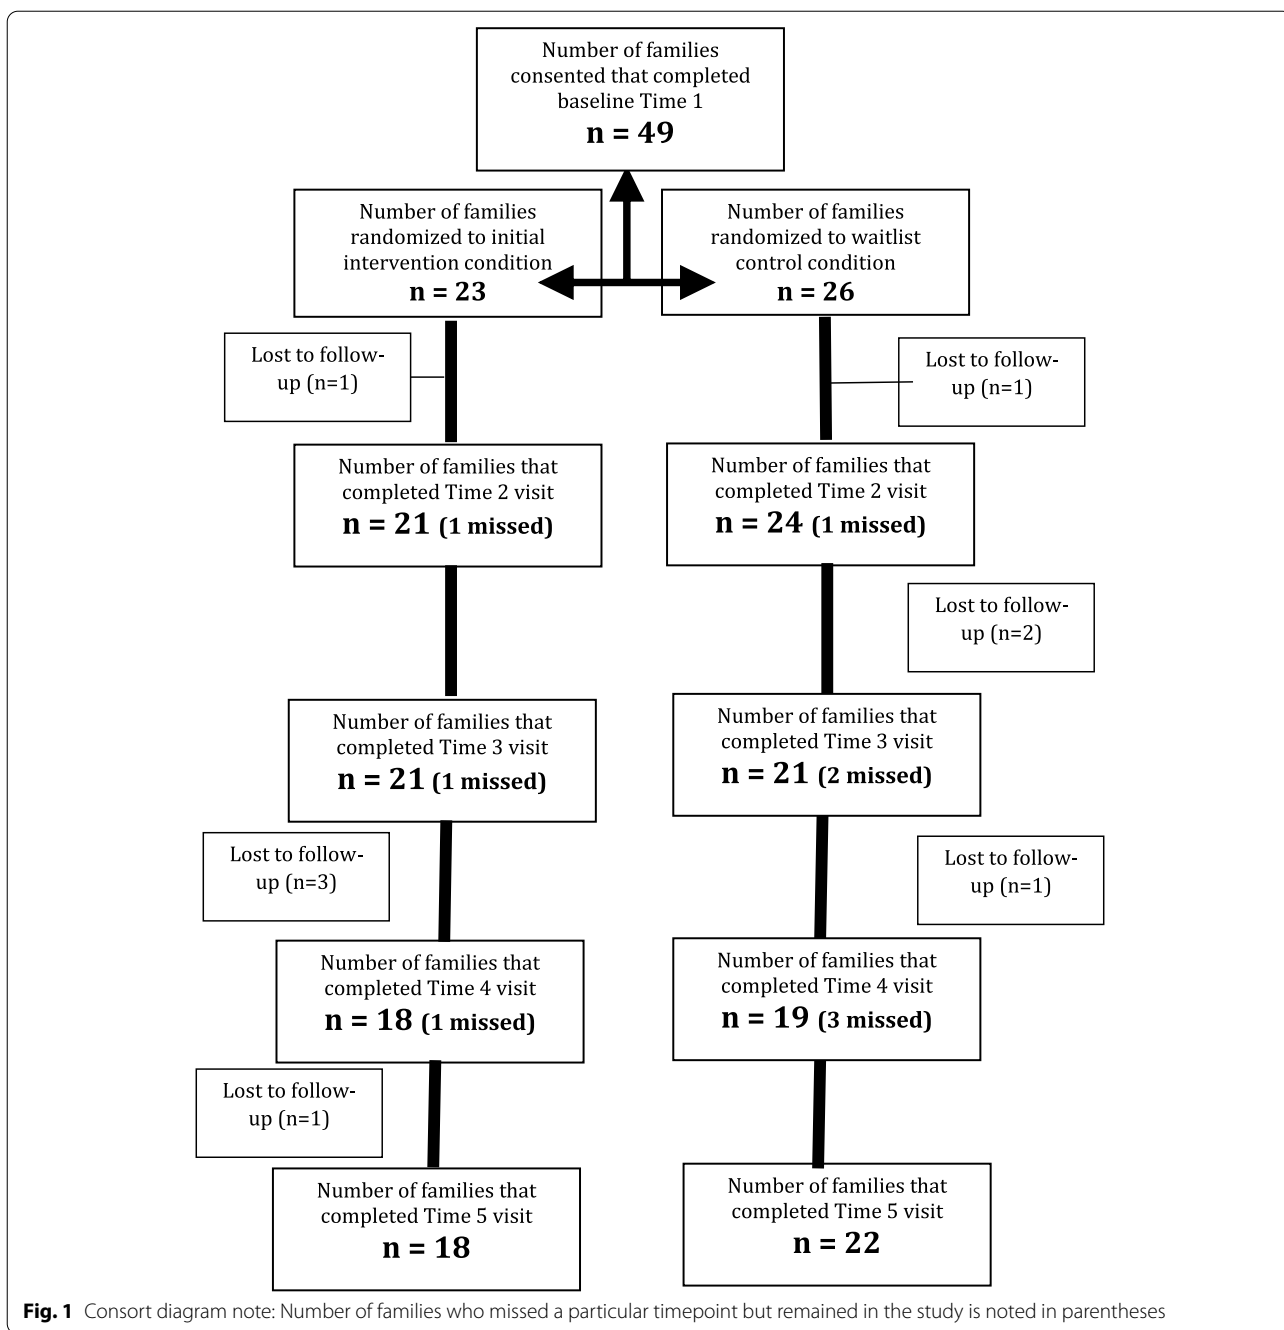 Number of families
consented that completed
baseline Time 1
n = 49
Number of families
randomized to initial
intervention condition
n = 23
Number of families
randomized to waitlist
control condition
n = 26
Lost to follow-
up (n=1)
Lost to follow-
up (n=1)
Number of families that
completed Time 2 visit
n = 21 (1 missed)
Number of families that
completed Time 2 visit
n = 24 (1 missed)
Lost to follow-
up (n=2)
Number of families that
completed Time 3 visit
n = 21 (1 missed)
Number of families that
completed Time 3 visit
n = 21 (2 missed)
Lost to follow-
up (n=3)
Lost to follow-
up (n=1)
Number of families that
completed Time 4 visit
n = 18 (1 missed)
Number of families that
completed Time 4 visit
n = 19 (3 missed)
Lost to follow-
up (n=1)
Number of families that
completed Time 5 visit
n = 18
Number of families that
completed Time 5 visit
n = 22
Fig. 1 Consort diagram note: Number of families who missed a particular timepoint but remained in the study is noted in parentheses